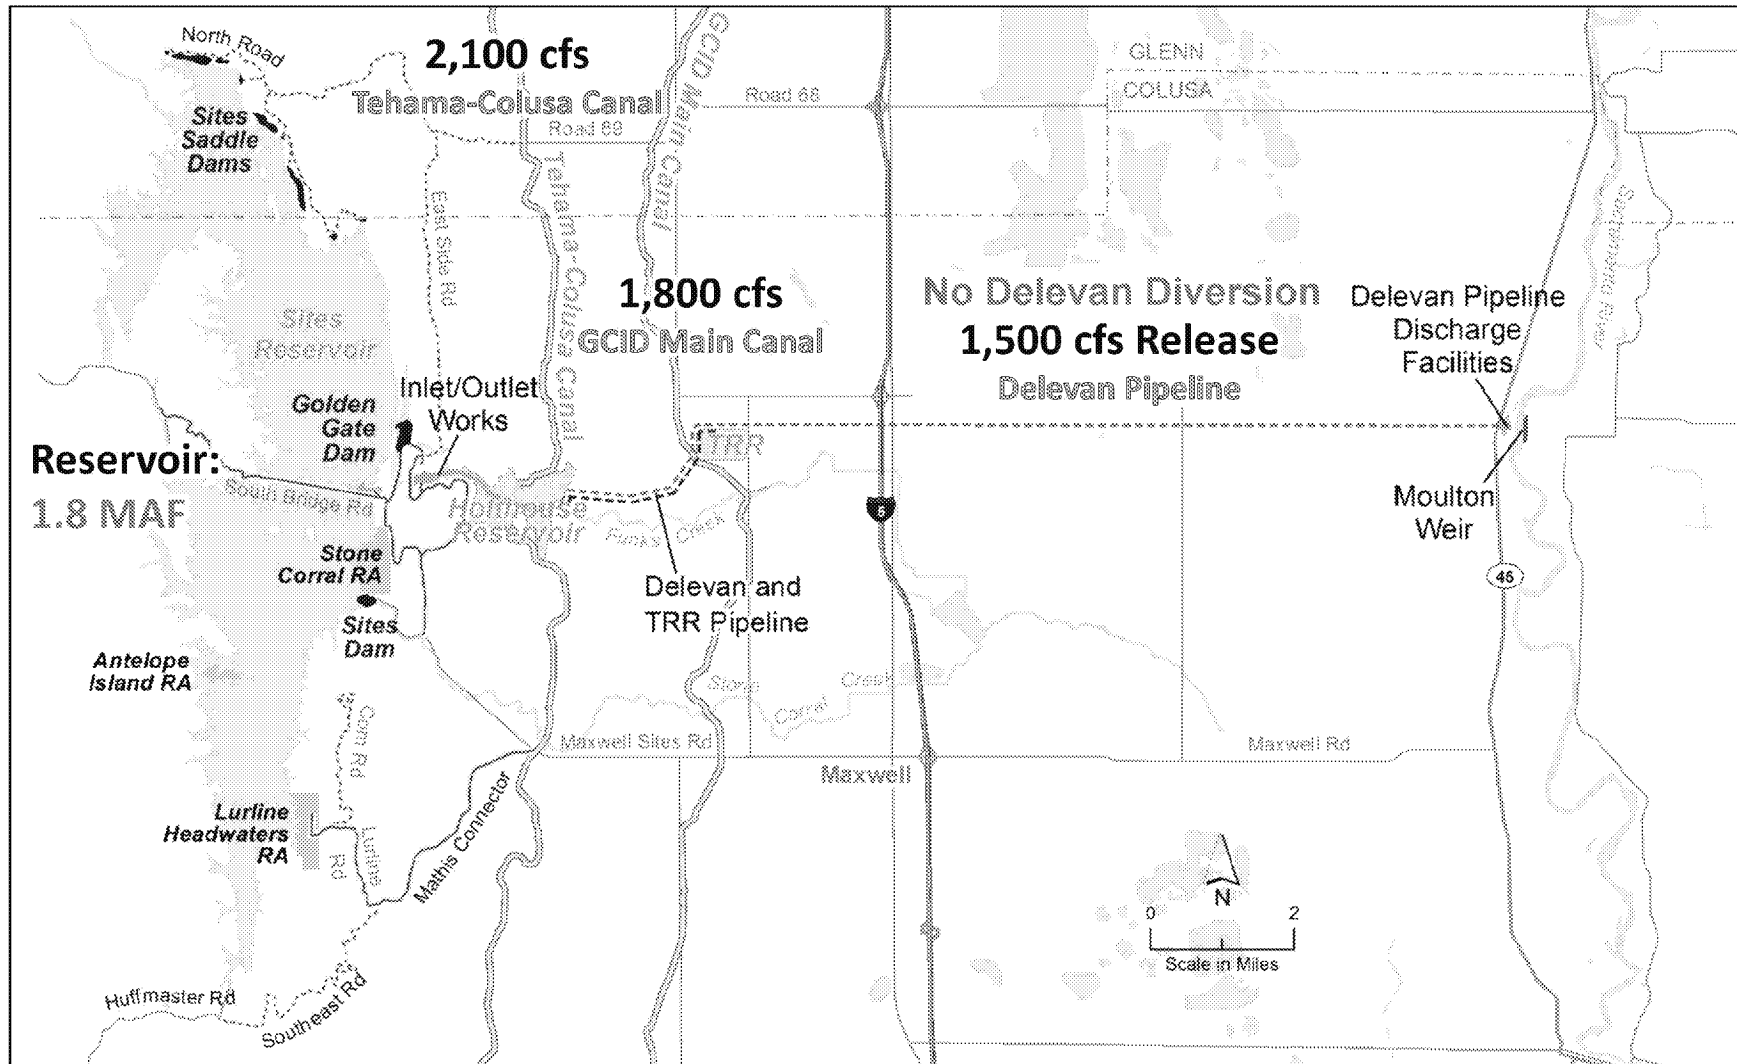 North Road
2,100 cfs
Tehama-Colusa Canal
GCID Main Canal
GLENN
COLUSA
Road 68
Road 69
Sites
Saddle
Dams
Tehama-Colusa Canal
East Side Rd
Sacramento River
1,800 cfs
GCID Main Canal
No Delevan Diversion
1,500 cfs Release
Delevan Pipeline
Delevan Pipeline
Discharge
Facilities
Sites
Reservoir
Inlet/Outlet
Works
Golden
Gate
Dam
TRR
Reservoir:
1.8 MAF
South Bridge Rd
Holthouse
Reservoir
Funks Creek
5
Moulton
Weir
Stone
Corral RA
45
Delevan and
TRR Pipeline
Sites
Dam
Antelope
Island RA
Stone Corral Creek
Com Rd
Maxwell Sites Rd
Maxwell Rd
Maxwell
Lurline
Headwaters
RA
Lurline
Rd
Mathis Connector
N
0 2
Scale in Miles
Huffmaster Rd
Southeast Rd